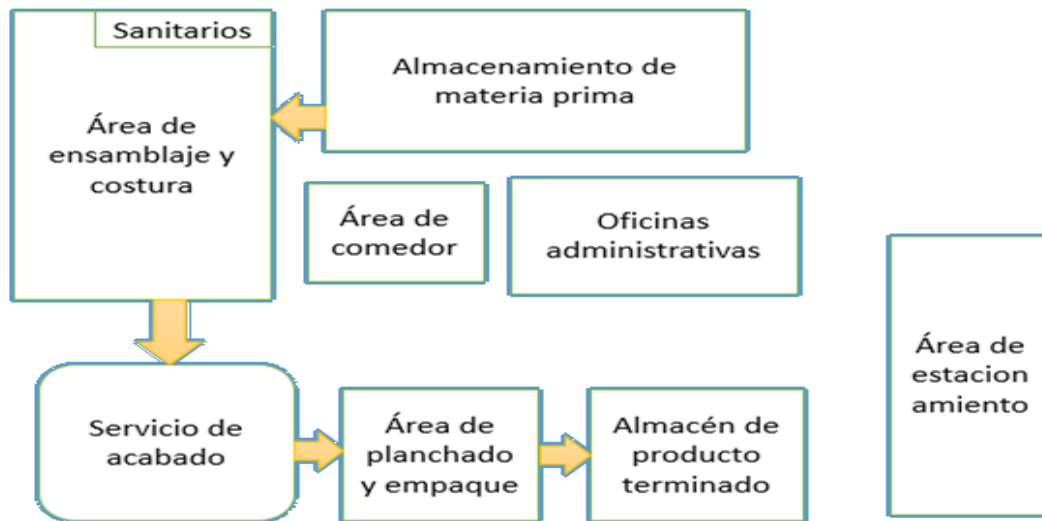 Sanitarios
Área de
ensamblaje y
costura
Almacenamiento de
materia prima
Área de
comedor
Oficinas
administrativas
Área de
estacion
amiento
Servicio de
acabado
Área de
planchado
y empaque
Almacén de
producto
terminado